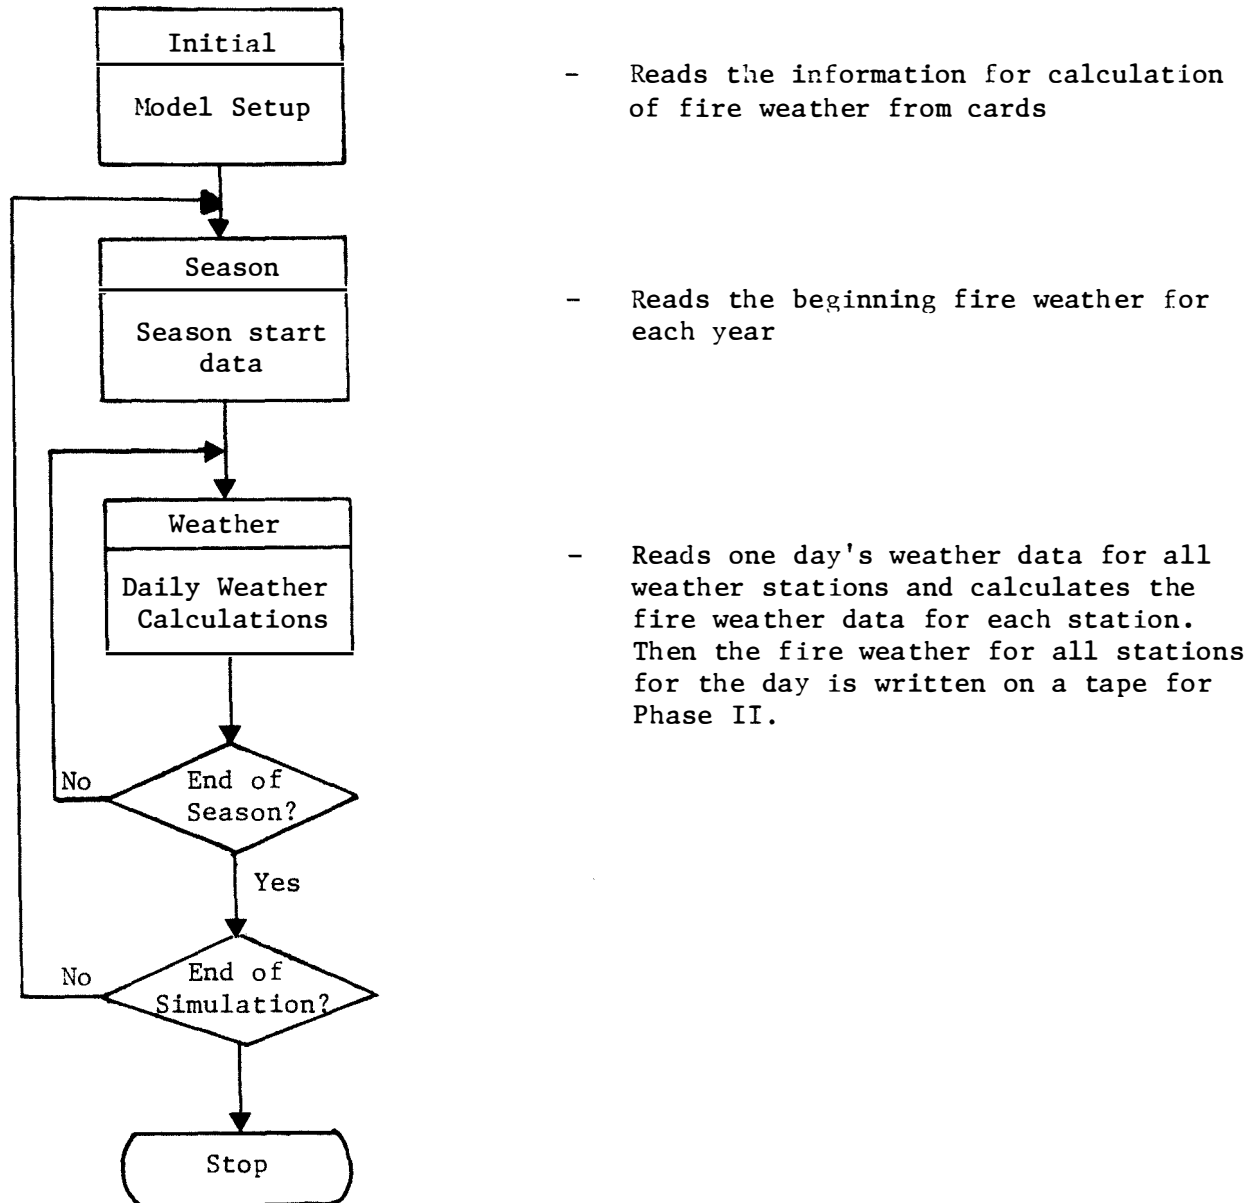 Initial
Model Setup
- Reads the information for calculation
of fire weather from cards
Season
Season start
data
- Reads the beginning fire weather for
each year
Weather
Daily Weather
Calculations
- Reads one day's weather data for all
weather stations and calculates the
fire weather data for each station.
Then the fire weather for all stations
for the day is written on a tape for
Phase II.
No
End of
Season?
Yes
No
End of
Simulation?
Stop